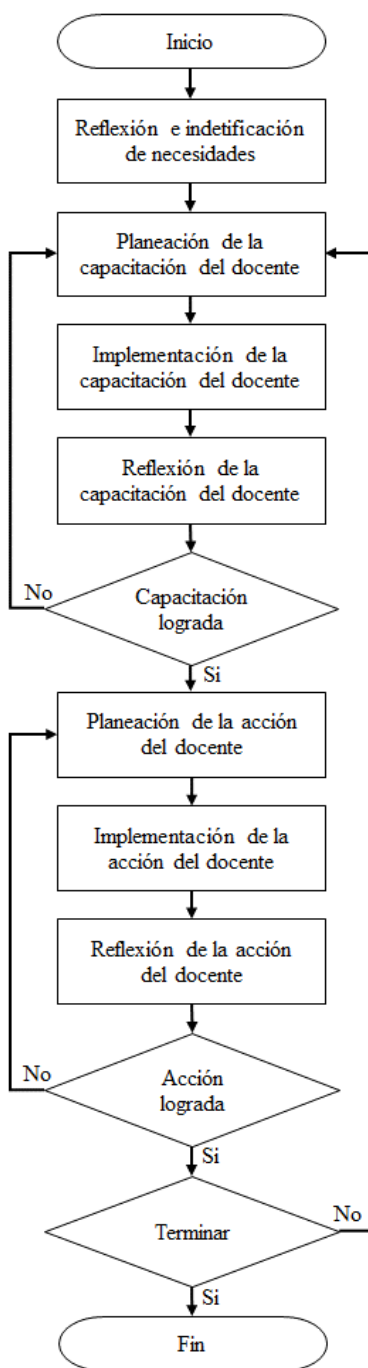 Inicio
Reflexión e indetificación
de necesidades
Planeación de la
capacitación del docente
Implementación de la
capacitación del docente
Reflexión de la
capacitación del docente
No
Capacitación
lograda
Si
Planeación de la acción
del docente
Implementación de la
acción del docente
Reflexión de la acción
del docente
No
Acción
lograda
Si
Terminar
No
Si
Fin